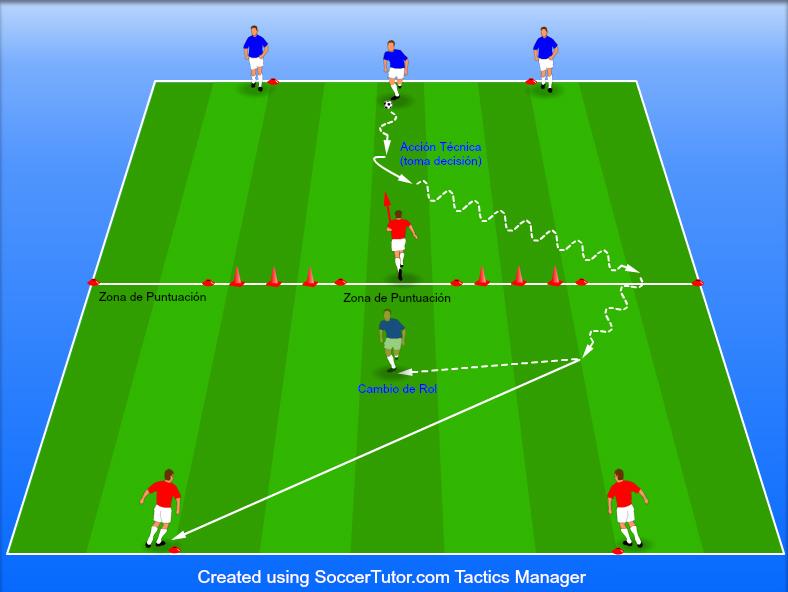 Acción Técnica
(toma decisión)
Zona de Puntuación
Zona de Puntuación
Cambio de Rol
Created using SoccerTutor.com Tactics Manager